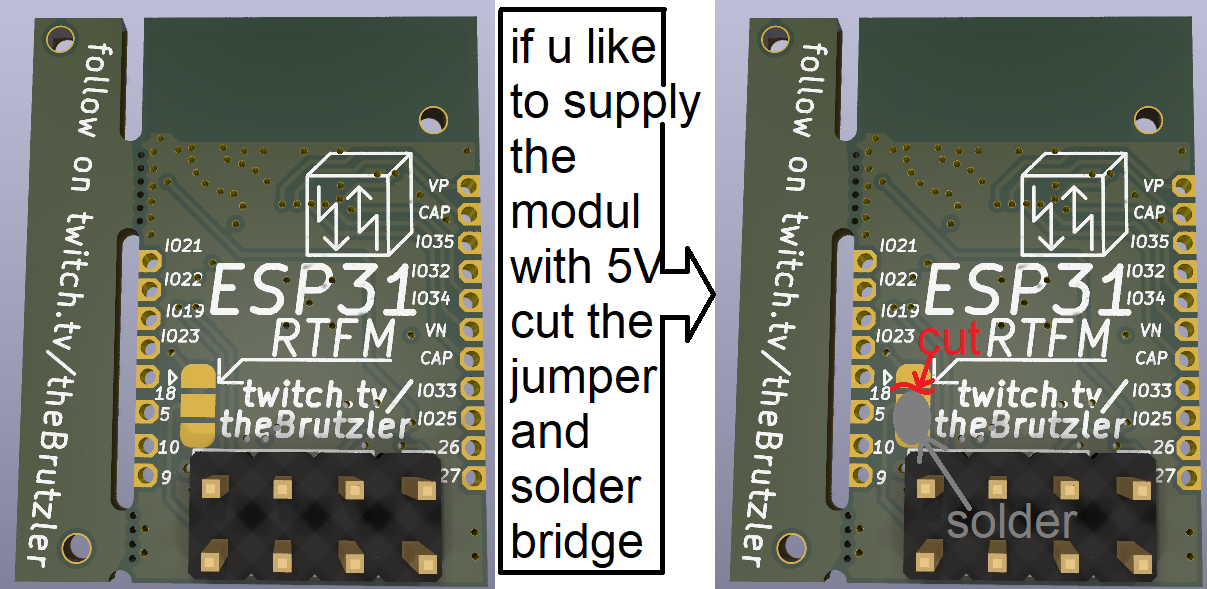 follow on twitch.tv/theBrutzler
VP
CAP
IO35
IO32
IO34
VN
CAP
IO33
IO25
26
27
IO21
IO22
IO19
IO23
18
5
10
9
ESP31
RTFM
twitch.tv/
theBrutzler
if u like
to supply
the
modul
with 5V
cut the
jumper
and
solder
bridge
follow on twitch.tv/theBrutzler
VP
CAP
IO35
IO32
IO34
VN
CAP
IO33
IO25
26
27
IO21
IO22
IO19
IO23
18
5
10
9
ESP31
RTFM
cut
twitch.tv/
theBrutzler
solder